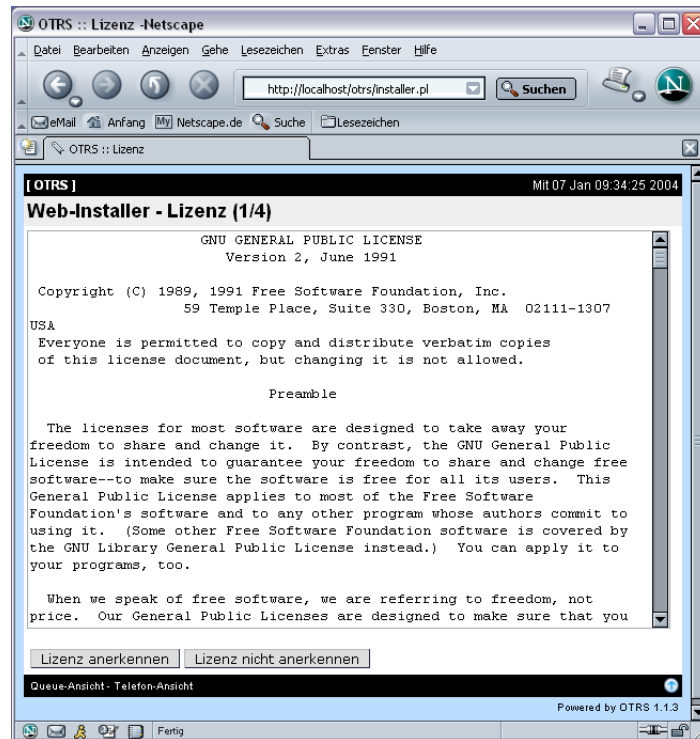 OTRS :: Lizenz -Netscape
Datei Bearbeiten Anzeigen Gehe Lesezeichen Extras Fenster Hilfe
http://localhost/otrs/installer.pl Suchen N
eMail Anfang My Netscape.de Suche Lesezeichen
OTRS :: Lizenz
[ OTRS ] Mit 07 Jan 09:34:25 2004
Web-Installer - Lizenz (1/4)
GNU GENERAL PUBLIC LICENSE
Version 2, June 1991
Copyright (C) 1989, 1991 Free Software Foundation, Inc.
59 Temple Place, Suite 330, Boston, MA 02111-1307
USA
Everyone is permitted to copy and distribute verbatim copies
of this license document, but changing it is not allowed.
Preamble
The licenses for most software are designed to take away your
freedom to share and change it. By contrast, the GNU General Public
License is intended to guarantee your freedom to share and change free
software--to make sure the software is free for all its users. This
General Public License applies to most of the Free Software
Foundation's software and to any other program whose authors commit to
using it. (Some other Free Software Foundation software is covered by
the GNU Library General Public License instead.) You can apply it to
your programs, too.
When we speak of free software, we are referring to freedom, not
price. Our General Public Licenses are designed to make sure that you
Lizenz anerkennen Lizenz nicht anerkennen
Queue-Ansicht - Telefon-Ansicht
Powered by OTRS 1.1.3
Fertig